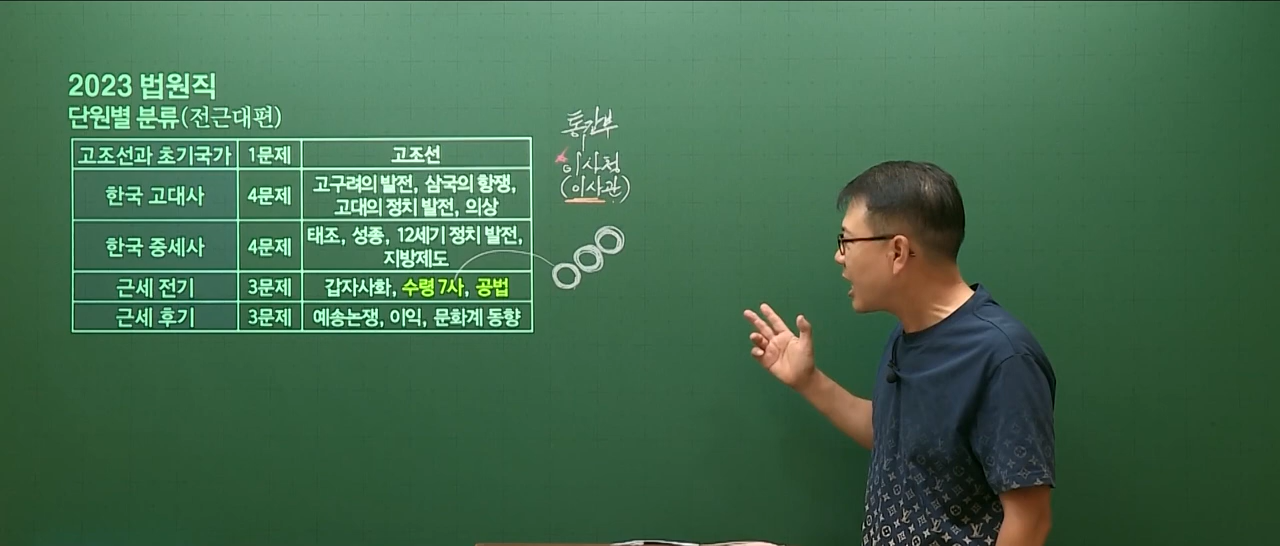 2023 법원직
단원별 분류(전근대편)
고조선과 초기국가 1문제 고조선
한국 고대사 4문제 고구려의 발전, 삼국의 항쟁,
고대의 정치 발전, 의상
한국 중세사 4문제 태조, 성종, 12세기 정치 발전,
지방제도
근세 전기 3문제 갑자사화, 수령 7사, 공법
근세 후기 3문제 예송논쟁, 이익, 문화계 동향
통감부
이사청
(이사관)